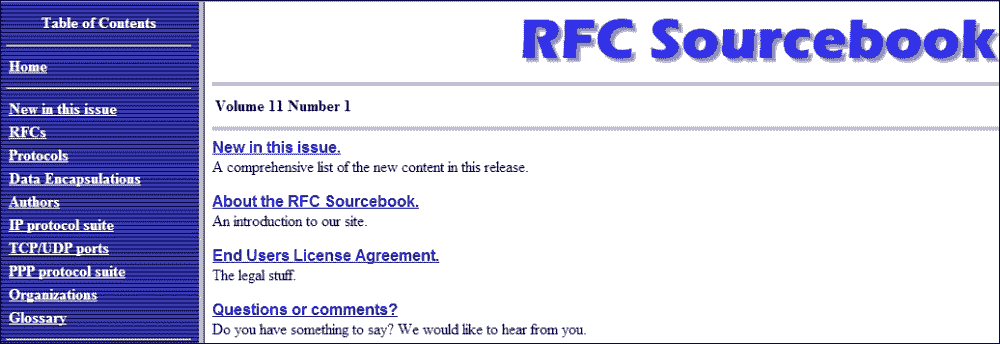 Table of Contents
Home
New in this issue
RFCs
Protocols
Data Encapsulations
Authors
IP protocol suite
TCP/UDP ports
PPP protocol suite
Organizations
Glossary
RFC Sourcebook
Volume 11 Number 1
New in this issue.
A comprehensive list of the new content in this release.
About the RFC Sourcebook.
An introduction to our site.
End Users License Agreement.
The legal stuff.
Questions or comments?
Do you have something to say? We would like to hear from you.